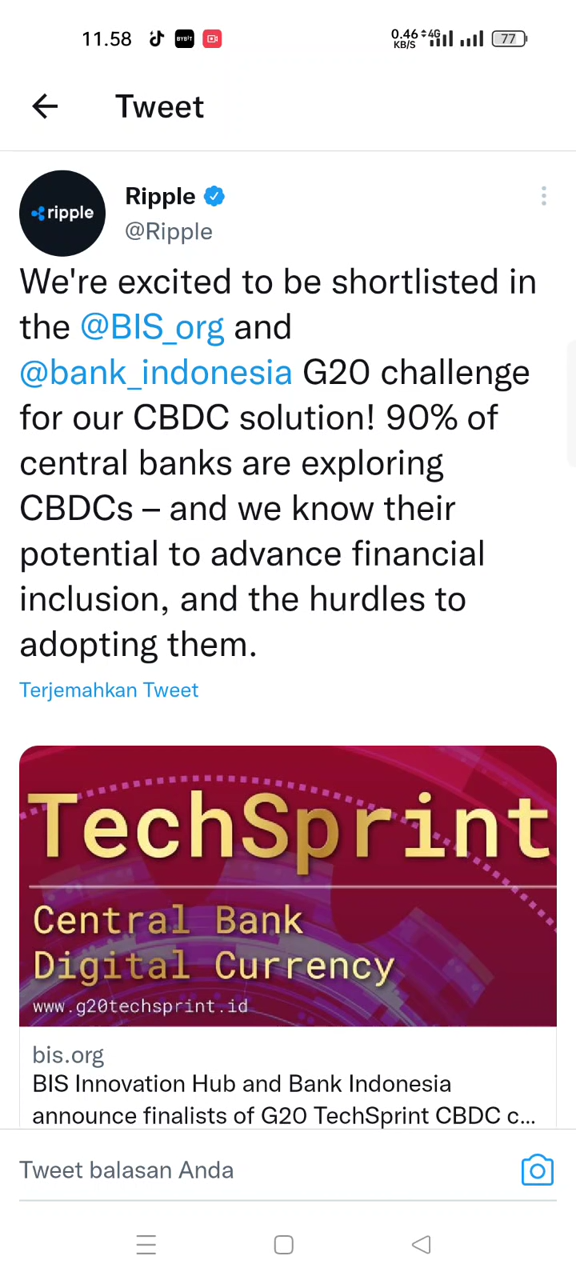 11.58 BYBIT 0.46 KB/S 4G 77
Tweet
ripple
Ripple
@Ripple
We're excited to be shortlisted in
the @BIS_org and
@bank_indonesia G20 challenge
for our CBDC solution! 90% of
central banks are exploring
CBDCs – and we know their
potential to advance financial
inclusion, and the hurdles to
adopting them.
Terjemahkan Tweet
TechSprint
Central Bank
Digital Currency
www.g20techsprint.id
bis.org
BIS Innovation Hub and Bank Indonesia
announce finalists of G20 TechSprint CBDC c...
Tweet balasan Anda